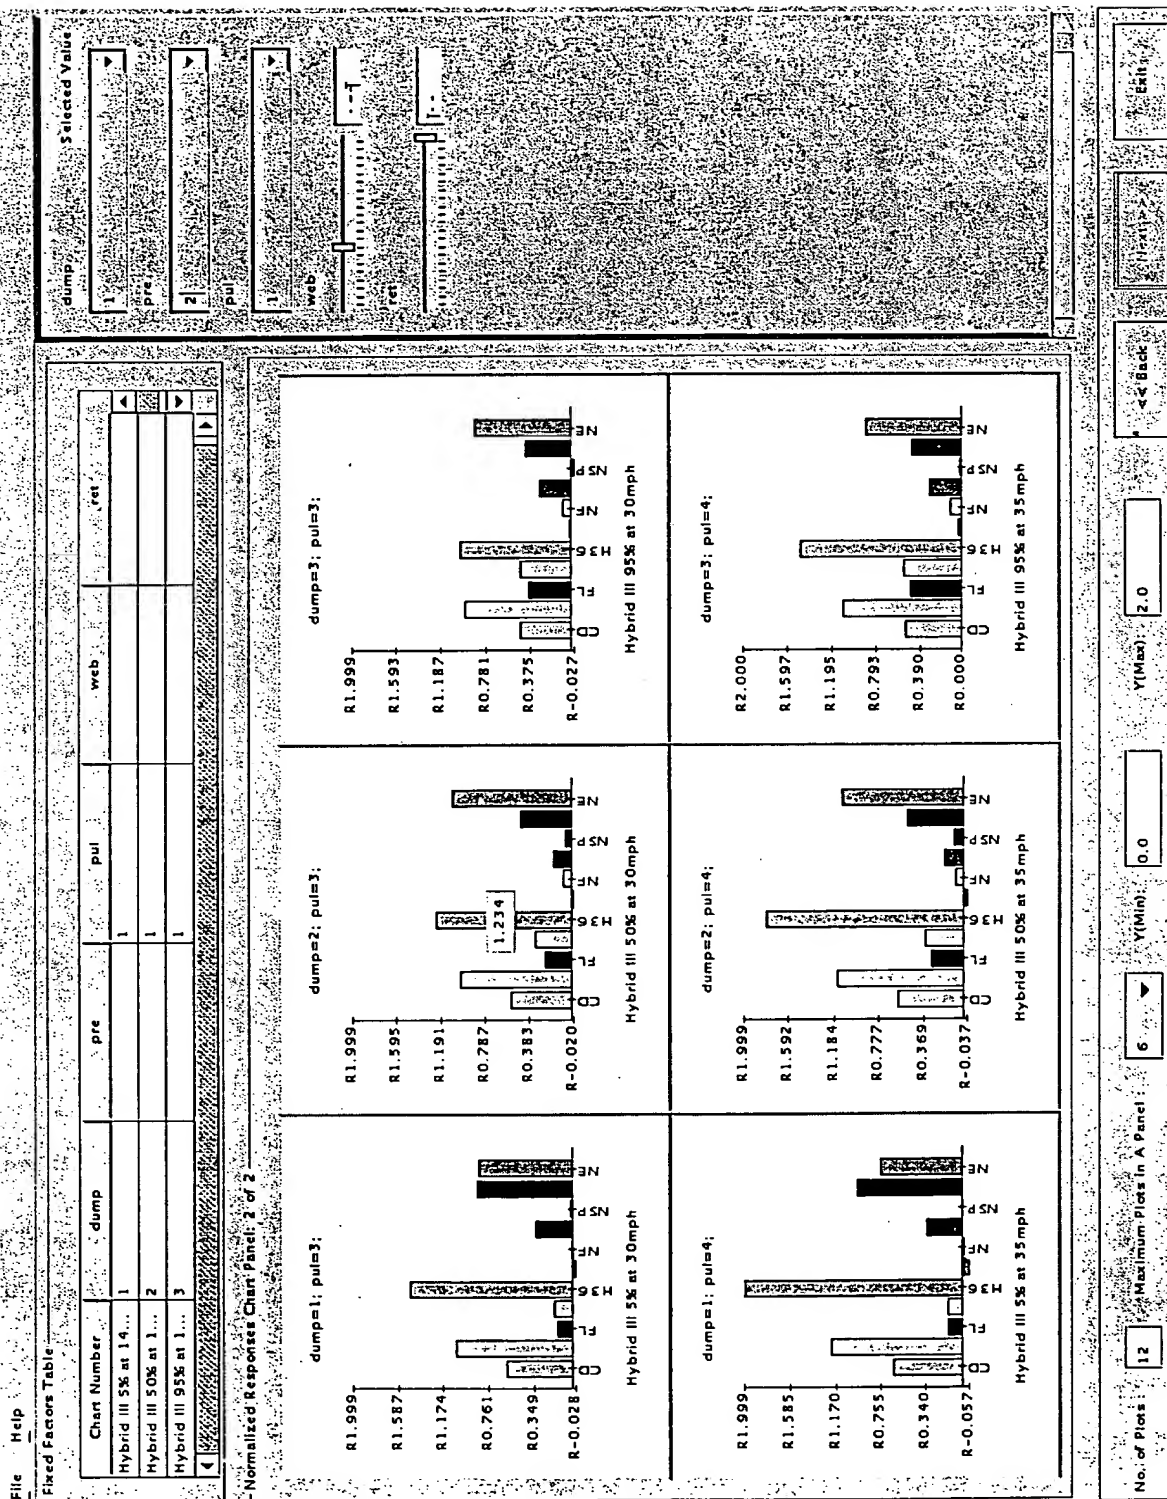 File Help
Fixed Factors Table
Chart Number dump pre pul web ret
Hybrid III 5% at 14... 1 1
Hybrid III 50% at 1... 2 1
Hybrid III 95% at 1... 3 1
Normalized Responses Chart Panel: 2 of 2
dump=1; pul=3;
R1.999
R1.587
R1.174
R0.761
R0.349
R-0.028
CD FL H36 NF NSP NE
Hybrid III 5% at 30mph
dump=2; pul=3;
R1.999
R1.595
R1.191
R0.787
R0.383
R-0.020
1.234
CD FL H36 NF NSP NE
Hybrid III 50% at 30mph
dump=3; pul=3;
R1.999
R1.593
R1.187
R0.781
R0.375
R-0.027
CD FL H36 NF NSP NE
Hybrid III 95% at 30mph
dump=1; pul=4;
R1.999
R1.585
R1.170
R0.755
R0.340
R-0.057
CD FL H36 NF NSP NE
Hybrid III 5% at 35mph
dump=2; pul=4;
R1.999
R1.592
R1.184
R0.777
R0.369
R-0.037
CD FL H36 NF NSP NE
Hybrid III 50% at 35mph
dump=3; pul=4;
R2.000
R1.597
R1.195
R0.793
R0.390
R0.000
CD FL H36 NF NSP NE
Hybrid III 95% at 35mph
Selected Value
dump
1
pre
2
pul
1
web
ret
No. of Plots : 12 Maximum Plots In A Panel : 6 Y(Min): 0.0 Y(Max) : 2.0 << Back Next >> Exit